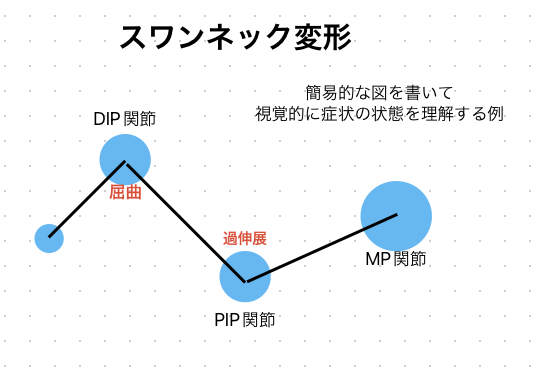 スワンネック変形
簡易的な図を書いて
視覚的に症状の状態を理解する例
DIP関節
屈曲
過伸展
MP関節
PIP関節